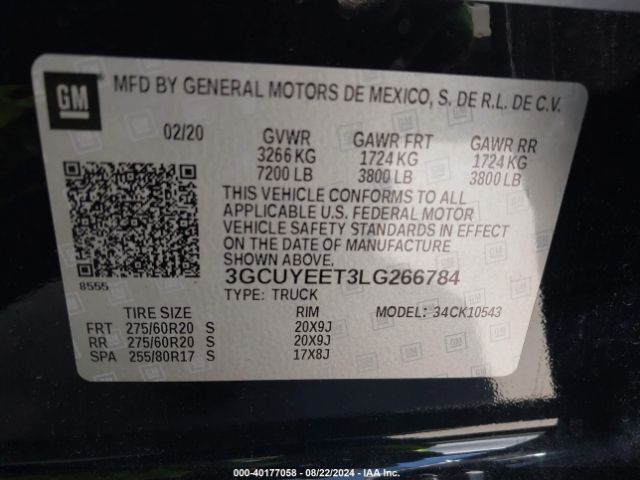 GM
MFD BY GENERAL MOTORS DE MEXICO, S. DE R.L. DE C.V.
02/20 GVWR GAWR FRT GAWR RR
3266 KG 1724 KG 1724 KG
7200 LB 3800 LB 3800 LB
THIS VEHICLE CONFORMS TO ALL
APPLICABLE U.S. FEDERAL MOTOR
VEHICLE SAFETY STANDARDS IN EFFECT
ON THE DATE OF MANUFACTURE
SHOWN ABOVE.
8555
3GCUYEET3LG266784
TYPE: TRUCK
TIRE SIZE RIM MODEL: 34CK10543
FRT 275/60R20 S 20X9J
RR 275/60R20 S 20X9J
SPA 255/80R17 S 17X8J
000-40177058 - 08/22/2024 - IAA Inc.